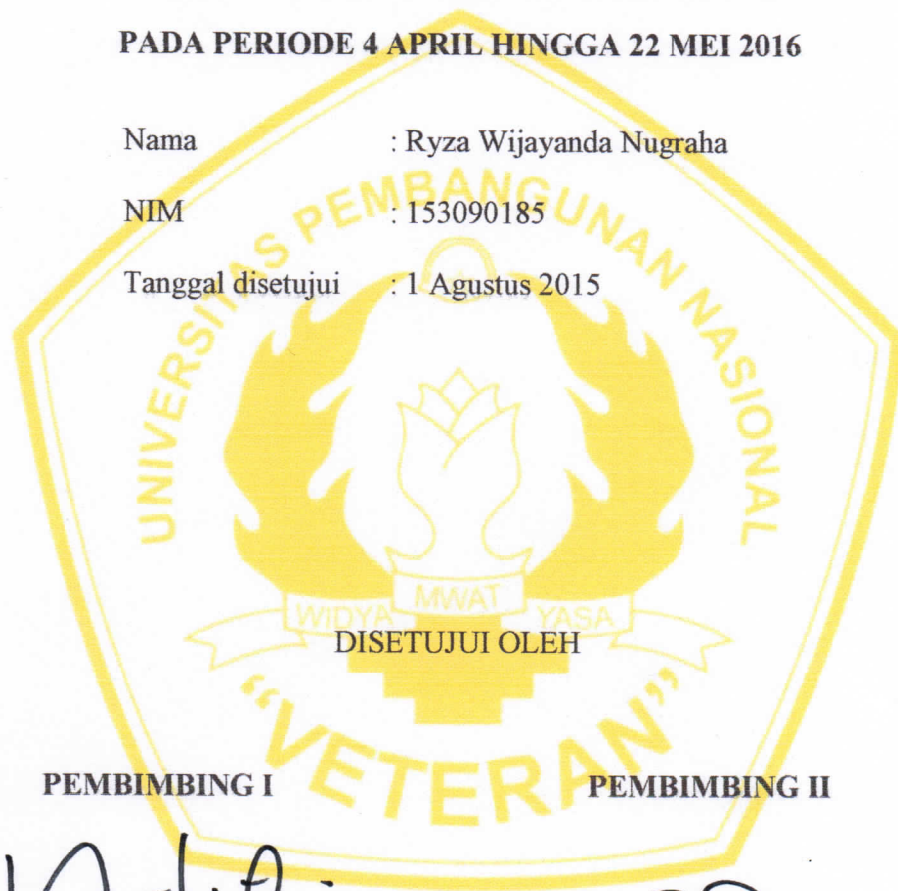 PADA PERIODE 4 APRIL HINGGA 22 MEI 2016
Nama : Ryza Wijayanda Nugraha
NIM : 153090185
Tanggal disetujui : 1 Agustus 2015
UNIVERSITAS PEMBANGUNAN NASIONAL
WIDYA MWAT YASA
DISETUJUI OLEH
"VETERAN"
PEMBIMBING I PEMBIMBING II